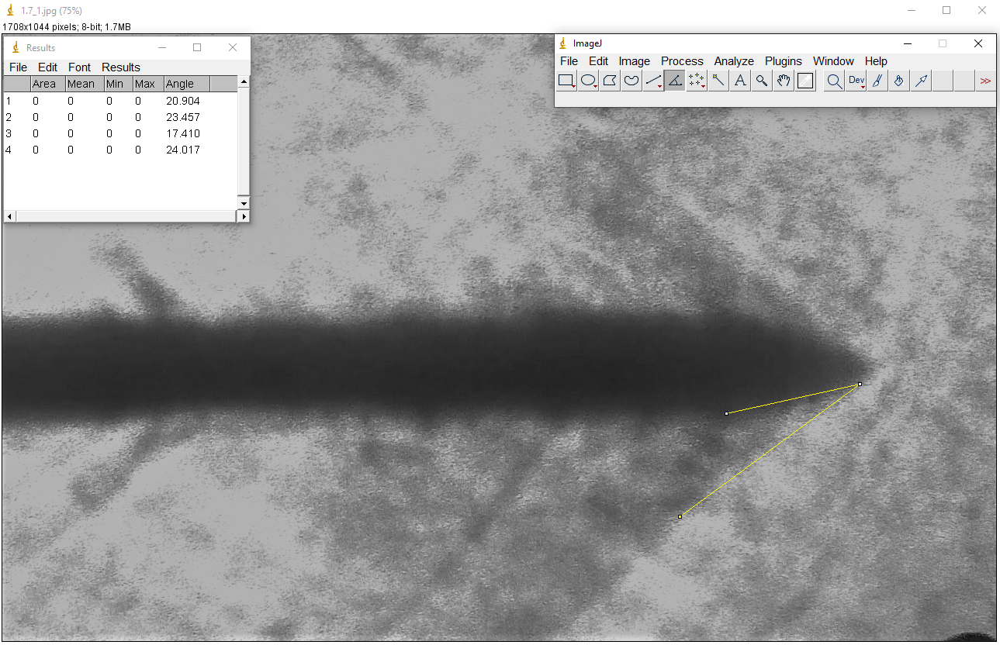 1.7_1.jpg (75%)
1708x1044 pixels; 8-bit; 1.7MB
Results
File Edit Font Results
Area Mean Min Max Angle
1 0 0 0 0 20.904
2 0 0 0 0 23.457
3 0 0 0 0 17.410
4 0 0 0 0 24.017
ImageJ
File Edit Image Process Analyze Plugins Window Help
A Dev >>